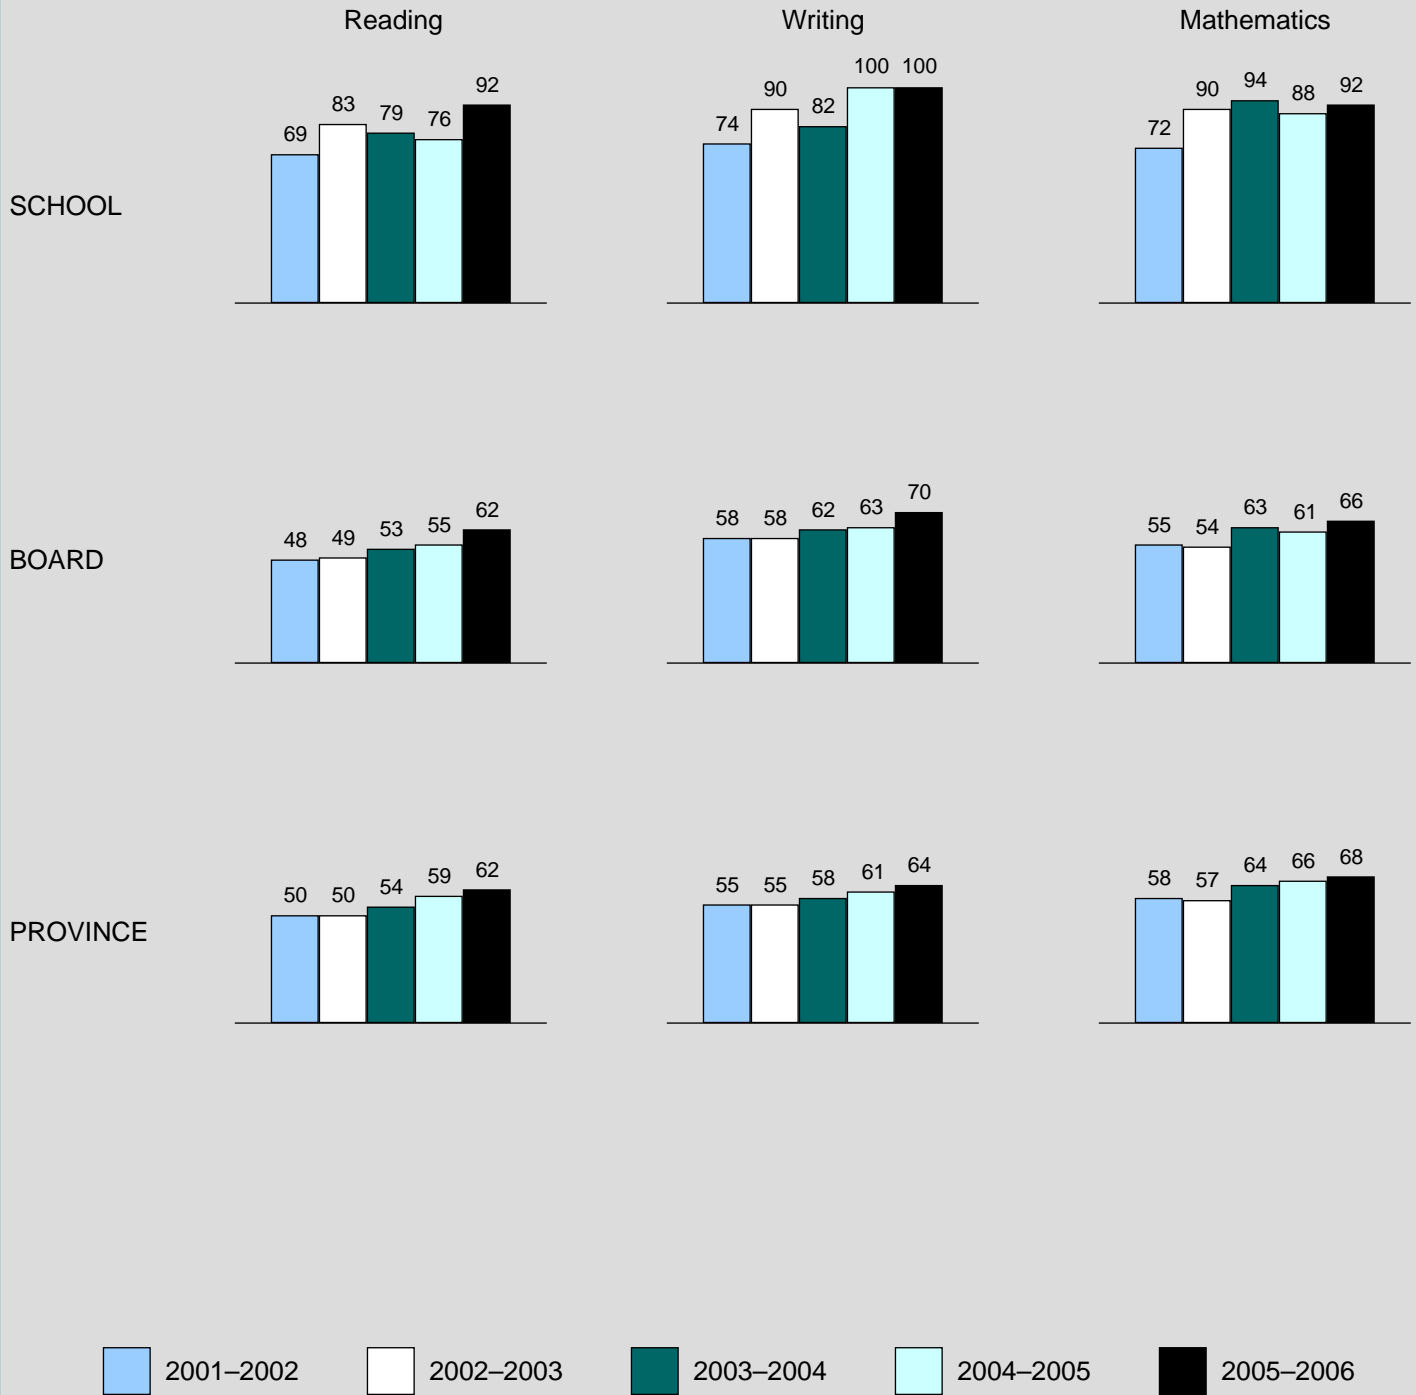 Reading Writing Mathematics
SCHOOL
69 83 79 76 92
74 90 82 100 100
72 90 94 88 92
BOARD
48 49 53 55 62
58 58 62 63 70
55 54 63 61 66
PROVINCE
50 50 54 59 62
55 55 58 61 64
58 57 64 66 68
2001–2002 2002–2003 2003–2004 2004–2005 2005–2006